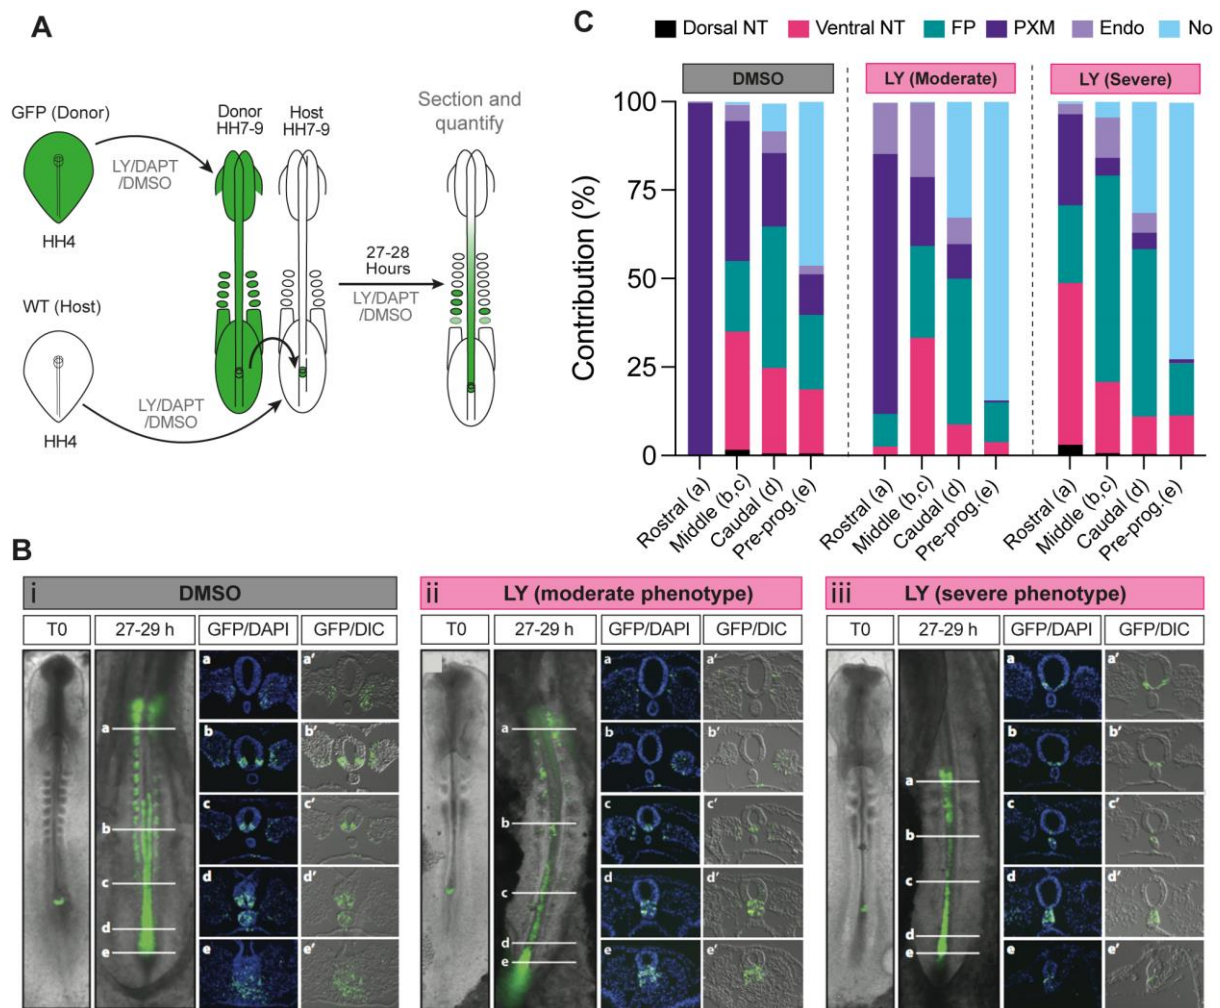 A
GFP (Donor)
HH4
LY/DAPT
/DMSO
Donor
HH7-9
Host
HH7-9
WT (Host)
HH4
LY/DAPT
/DMSO
27-28
Hours
LY/DAPT
/DMSO
Section and
quantify
C
Dorsal NT Ventral NT FP PXM Endo No
DMSO LY (Moderate) LY (Severe)
Contribution (%)
100
75
50
25
0
Rostral (a) Middle (b,c) Caudal (d) Pre-prog.(e) Rostral (a) Middle (b,c) Caudal (d) Pre-prog.(e) Rostral (a) Middle (b,c) Caudal (d) Pre-prog.(e)
B
i DMSO
T0 27-29 h GFP/DAPI GFP/DIC
a
b
c
d
e
a a'
b b'
c c'
d d'
e e'
ii LY (moderate phenotype)
T0 27-29 h GFP/DAPI GFP/DIC
a
b
c
d
e
a a'
b b'
c c'
d d'
e e'
iii LY (severe phenotype)
T0 27-29 h GFP/DAPI GFP/DIC
a
b
c
d
e
a a'
b b'
c c'
d d'
e e'